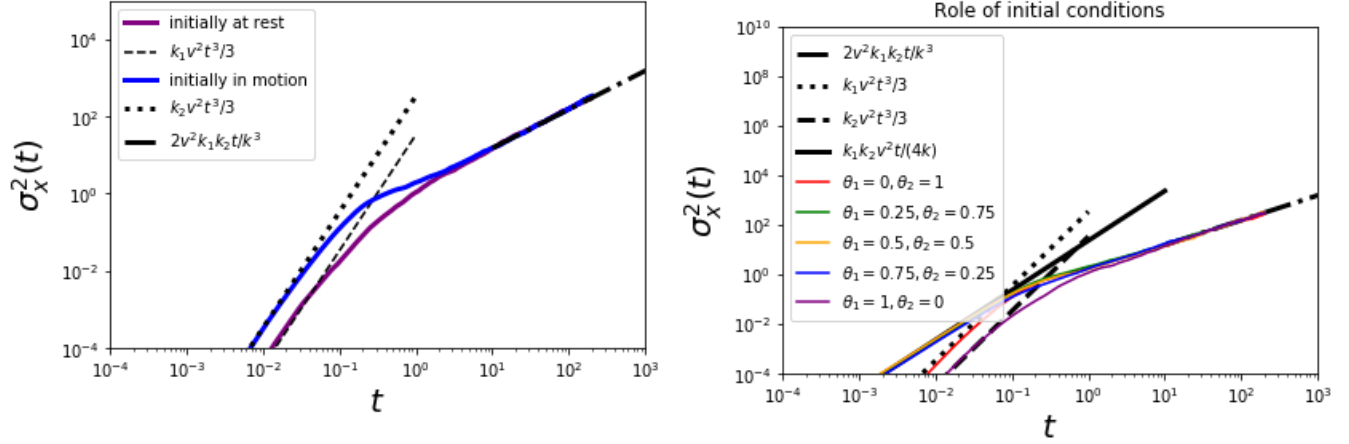 10⁴
10²
10⁰
10⁻²
10⁻⁴
σₓ²(t)
initially at rest
k₁v²t³/3
initially in motion
k₂v²t³/3
2v²k₁k₂t/k³
10⁻⁴ 10⁻³ 10⁻² 10⁻¹ 10⁰ 10¹ 10² 10³
t
Role of initial conditions
10¹⁰
10⁸
10⁶
10⁴
10²
10⁰
10⁻²
10⁻⁴
σₓ²(t)
2v²k₁k₂t/k³
k₁v²t³/3
k₂v²t³/3
k₁k₂v²t/(4k)
θ₁ = 0, θ₂ = 1
θ₁ = 0.25, θ₂ = 0.75
θ₁ = 0.5, θ₂ = 0.5
θ₁ = 0.75, θ₂ = 0.25
θ₁ = 1, θ₂ = 0
10⁻⁴ 10⁻³ 10⁻² 10⁻¹ 10⁰ 10¹ 10² 10³
t